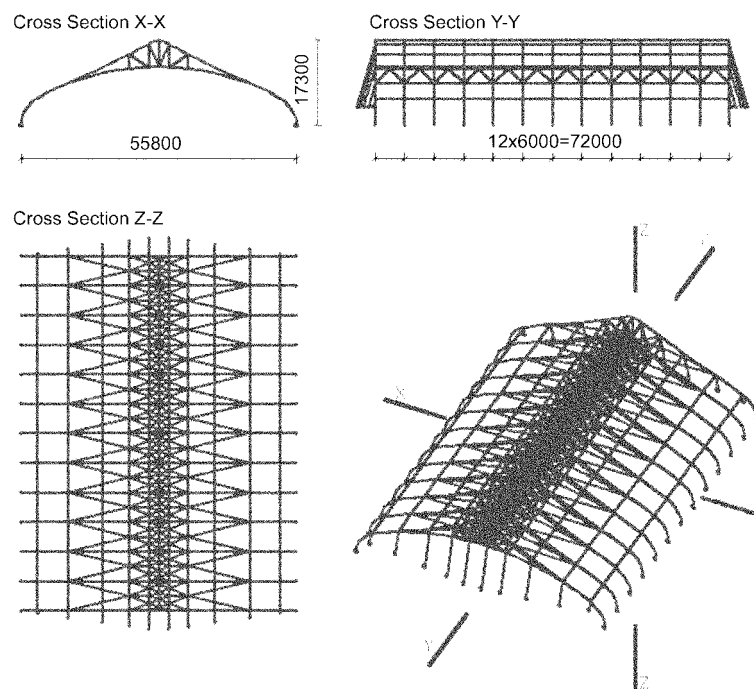 Cross Section X-X
Cross Section Y-Y
17300
55800
12x6000=72000
Cross Section Z-Z
Z
X
Y
Z